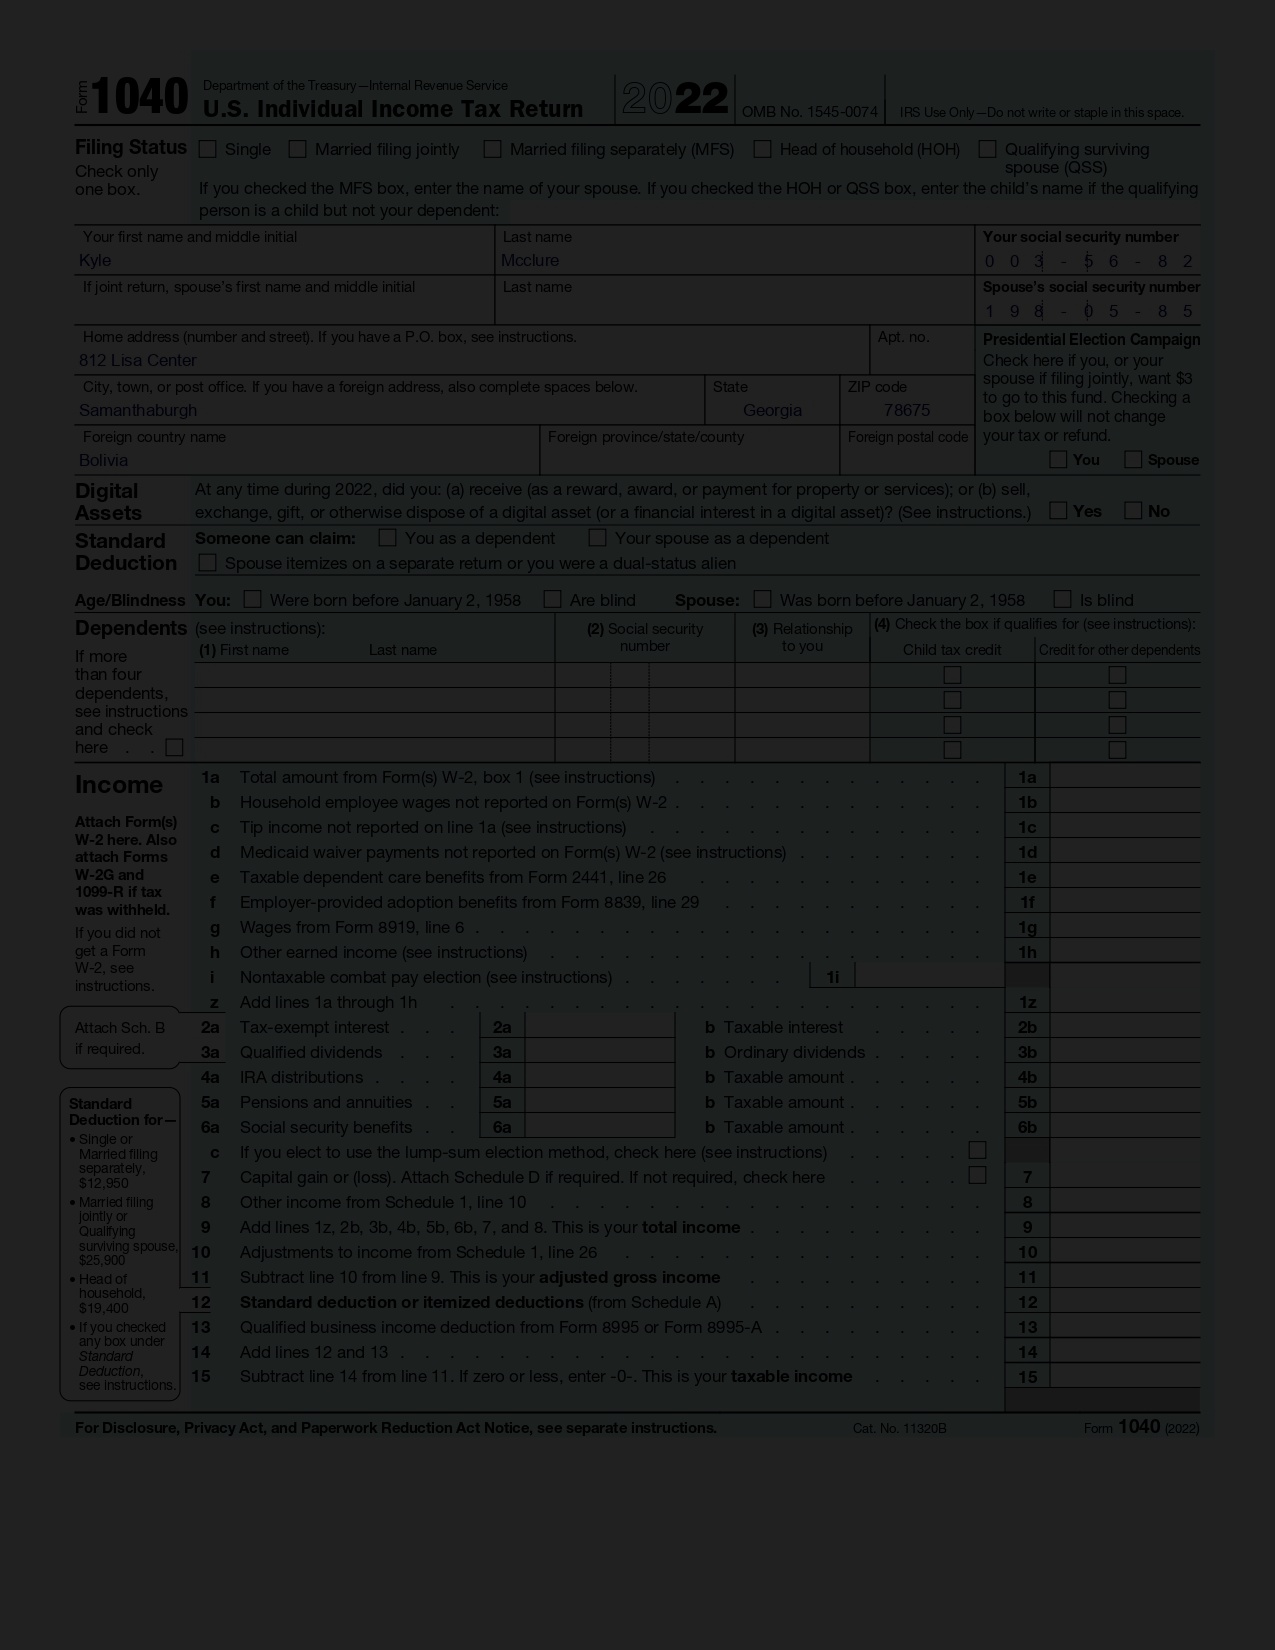 Form 1040 Department of the Treasury—Internal Revenue Service
U.S. Individual Income Tax Return 2022 OMB No. 1545-0074 IRS Use Only—Do not write or staple in this space.
Filing Status Single Married filing jointly Married filing separately (MFS) Head of household (HOH) Qualifying surviving spouse (QSS)
Check only one box.
If you checked the MFS box, enter the name of your spouse. If you checked the HOH or QSS box, enter the child's name if the qualifying
person is a child but not your dependent:
Your first name and middle initial Last name Your social security number
Kyle Mcclure 003-56-82
If joint return, spouse's first name and middle initial Last name Spouse's social security number
198-05-85
Home address (number and street). If you have a P.O. box, see instructions. Apt. no.
812 Lisa Center
City, town, or post office. If you have a foreign address, also complete spaces below. State ZIP code
Samanthaburgh Georgia 78675
Foreign country name Foreign province/state/county Foreign postal code
Bolivia
Presidential Election Campaign
Check here if you, or your
spouse if filing jointly, want $3
to go to this fund. Checking a
box below will not change
your tax or refund.
You Spouse
Digital Assets
At any time during 2022, did you: (a) receive (as a reward, award, or payment for property or services); or (b) sell,
exchange, gift, or otherwise dispose of a digital asset (or a financial interest in a digital asset)? (See instructions.) Yes No
Standard Deduction
Someone can claim: You as a dependent Your spouse as a dependent
Spouse itemizes on a separate return or you were a dual-status alien
Age/Blindness You: Were born before January 2, 1958 Are blind Spouse: Was born before January 2, 1958 Is blind
Dependents (see instructions): (2) Social security number (3) Relationship to you (4) Check the box if qualifies for (see instructions):
(1) First name Last name Child tax credit Credit for other dependents
If more
than four
dependents,
see instructions
and check
here . .
Income
Attach Form(s)
W-2 here. Also
attach Forms
W-2G and
1099-R if tax
was withheld.
If you did not
get a Form
W-2, see
instructions.
1a Total amount from Form(s) W-2, box 1 (see instructions) 1a
b Household employee wages not reported on Form(s) W-2 1b
c Tip income not reported on line 1a (see instructions) 1c
d Medicaid waiver payments not reported on Form(s) W-2 (see instructions) 1d
e Taxable dependent care benefits from Form 2441, line 26 1e
f Employer-provided adoption benefits from Form 8839, line 29 1f
g Wages from Form 8919, line 6 1g
h Other earned income (see instructions) 1h
i Nontaxable combat pay election (see instructions) 1i
z Add lines 1a through 1h 1z
Attach Sch. B
if required.
2a Tax-exempt interest 2a b Taxable interest 2b
3a Qualified dividends 3a b Ordinary dividends 3b
4a IRA distributions 4a b Taxable amount 4b
5a Pensions and annuities 5a b Taxable amount 5b
6a Social security benefits 6a b Taxable amount 6b
c If you elect to use the lump-sum election method, check here (see instructions)
7 Capital gain or (loss). Attach Schedule D if required. If not required, check here 7
8 Other income from Schedule 1, line 10 8
9 Add lines 1z, 2b, 3b, 4b, 5b, 6b, 7, and 8. This is your total income 9
10 Adjustments to income from Schedule 1, line 26 10
11 Subtract line 10 from line 9. This is your adjusted gross income 11
12 Standard deduction or itemized deductions (from Schedule A) 12
13 Qualified business income deduction from Form 8995 or Form 8995-A 13
14 Add lines 12 and 13 14
15 Subtract line 14 from line 11. If zero or less, enter -0-. This is your taxable income 15
Standard
Deduction for—
• Single or
Married filing
separately,
$12,950
• Married filing
jointly or
Qualifying
surviving spouse,
$25,900
• Head of
household,
$19,400
• If you checked
any box under
Standard
Deduction,
see instructions.
For Disclosure, Privacy Act, and Paperwork Reduction Act Notice, see separate instructions. Cat. No. 11320B Form 1040 (2022)